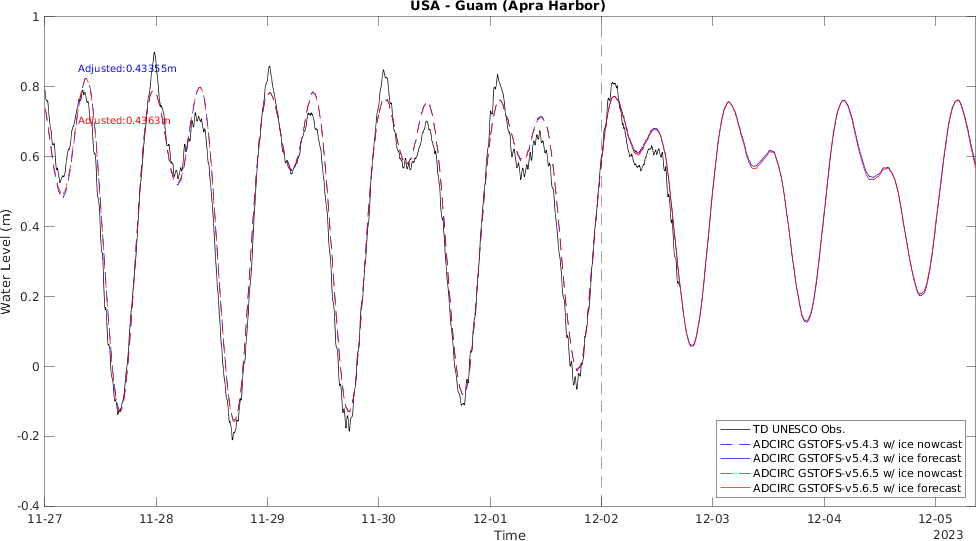 USA - Guam (Apra Harbor)
1
0.8
0.6
0.4
0.2
0
-0.2
-0.4
Water Level (m)
Adjusted:0.43355m
Adjusted:0.4363m
TD UNESCO Obs.
ADCIRC GSTOFS-v5.4.3 w/ ice nowcast
ADCIRC GSTOFS-v5.4.3 w/ ice forecast
ADCIRC GSTOFS-v5.6.5 w/ ice nowcast
ADCIRC GSTOFS-v5.6.5 w/ ice forecast
11-27 11-28 11-29 11-30 12-01 12-02 12-03 12-04 12-05
Time
2023